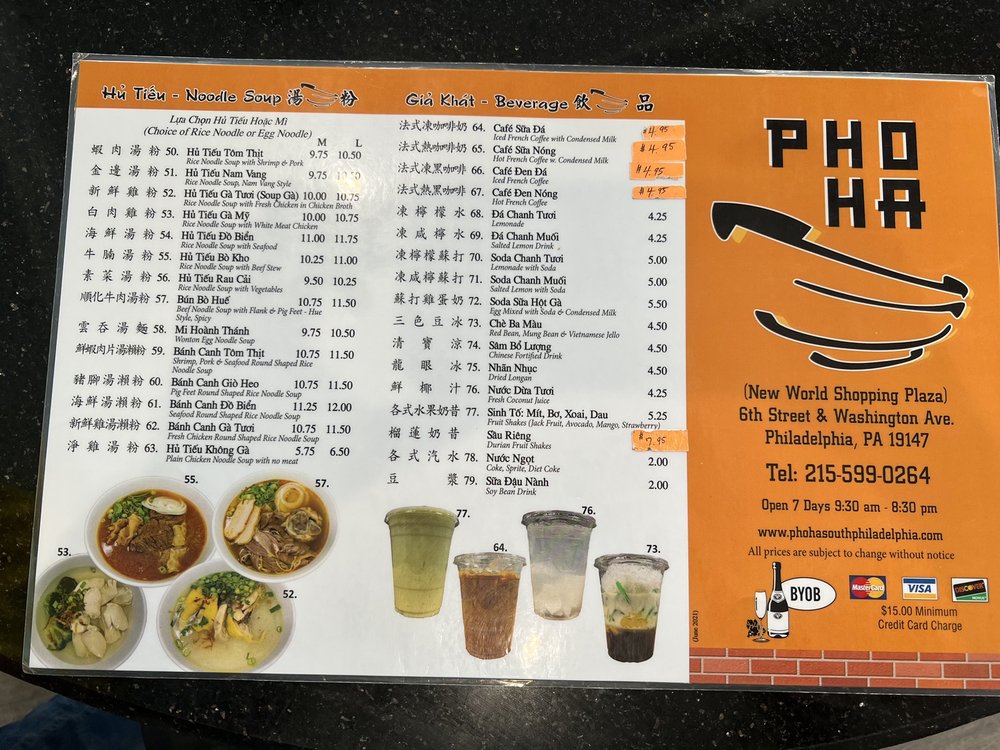 Hủ Tiếu - Noodle Soup 湯 粉
Lựa Chọn Hủ Tiếu Hoặc Mì
(Choice of Rice Noodle or Egg Noodle)
M L
蝦肉湯粉 50. Hủ Tiếu Tôm Thịt 9.75 10.50
Rice Noodle Soup with Shrimp & Pork
金邊湯粉 51. Hủ Tiếu Nam Vang 9.75
Rice Noodle Soup, Nam Vang Style
新鮮雞粉 52. Hủ Tiếu Gà Tươi (Soup Gà) 10.00 10.75
Rice Noodle Soup with Fresh Chicken in Chicken Broth
白肉雞粉 53. Hủ Tiếu Gà Mỹ 10.00 10.75
Rice Noodle Soup with White Meat Chicken
海鮮湯粉 54. Hủ Tiếu Đồ Biển 11.00 11.75
Rice Noodle Soup with Seafood
牛腩湯粉 55. Hủ Tiếu Bò Kho 10.25 11.00
Rice Noodle Soup with Beef Stew
素菜湯粉 56. Hủ Tiếu Rau Cải 9.50 10.25
Rice Noodle Soup with Vegetables
順化牛肉湯粉 57. Bún Bò Huế 10.75 11.50
Beef Noodle Soup with Flank & Pig Feet - Hue
Style, Spicy
雲吞湯麵 58. Mì Hoành Thánh 9.75 10.50
Wonton Egg Noodle Soup
鮮蝦肉片湯瀨粉 59. Bánh Canh Tôm Thịt 10.75 11.50
Shrimp, Pork & Seafood Round Shaped Rice
Noodle Soup
豬腳湯瀨粉 60. Bánh Canh Giò Heo 10.75 11.50
Pig Feet Round Shaped Rice Noodle Soup
海鮮湯瀨粉 61. Bánh Canh Đồ Biển 11.25 12.00
Seafood Round Shaped Rice Noodle Soup
新鮮雞湯瀨粉 62. Bánh Canh Gà Tươi 10.75 11.50
Fresh Chicken Round Shaped Rice Noodle Soup
淨雞湯粉 63. Hủ Tiếu Không Gà 5.75 6.50
Plain Chicken Noodle Soup with no meat
55.
57.
53.
52.
Giả Khát - Beverage 飲 品
法式凍咖啡奶 64. Café Sữa Đá $4.95
Iced French Coffee with Condensed Milk
法式熱咖啡奶 65. Café Sữa Nóng $4.95
Hot French Coffee w. Condensed Milk
法式凍黑咖啡 66. Café Đen Đá $4.95
Iced French Coffee
法式熱黑咖啡 67. Café Đen Nóng $4.95
Hot French Coffee
凍檸檬水 68. Đá Chanh Tươi 4.25
Lemonade
凍咸檸水 69. Đá Chanh Muối 4.25
Salted Lemon Drink
凍檸檬蘇打 70. Soda Chanh Tươi 5.00
Lemonade with Soda
凍咸檸蘇打 71. Soda Chanh Muối 5.00
Salted Lemon with Soda
蘇打雞蛋奶 72. Soda Sữa Hột Gà 5.50
Egg Mixed with Soda & Condensed Milk
三色豆冰 73. Chè Ba Màu 4.50
Red Bean, Mung Bean & Vietnamese Jello
清寶涼 74. Sâm Bổ Lượng 4.50
Chinese Fortified Drink
龍眼冰 75. Nhãn Nhục 4.50
Dried Longan
鮮椰汁 76. Nước Dừa Tươi 4.25
Fresh Coconut Juice
各式水果奶昔 77. Sinh Tố: Mít, Bơ, Xoai, Dau 5.25
Fruit Shakes (Jack Fruit, Avocado, Mango, Strawberry)
榴蓮奶昔 Sầu Riêng $7.95
Durian Fruit Shakes
各式汽水 78. Nước Ngọt 2.00
Coke, Sprite, Diet Coke
豆漿 79. Sữa Đậu Nành 2.00
Soy Bean Drink
77.
64.
76.
73.
(June 2021)
PHO
HA
(New World Shopping Plaza)
6th Street & Washington Ave.
Philadelphia, PA 19147
Tel: 215-599-0264
Open 7 Days 9:30 am - 8:30 pm
www.phohasouthphiladelphia.com
All prices are subject to change without notice
BYOB
MasterCard
VISA
DISCOVER
$15.00 Minimum
Credit Card Charge